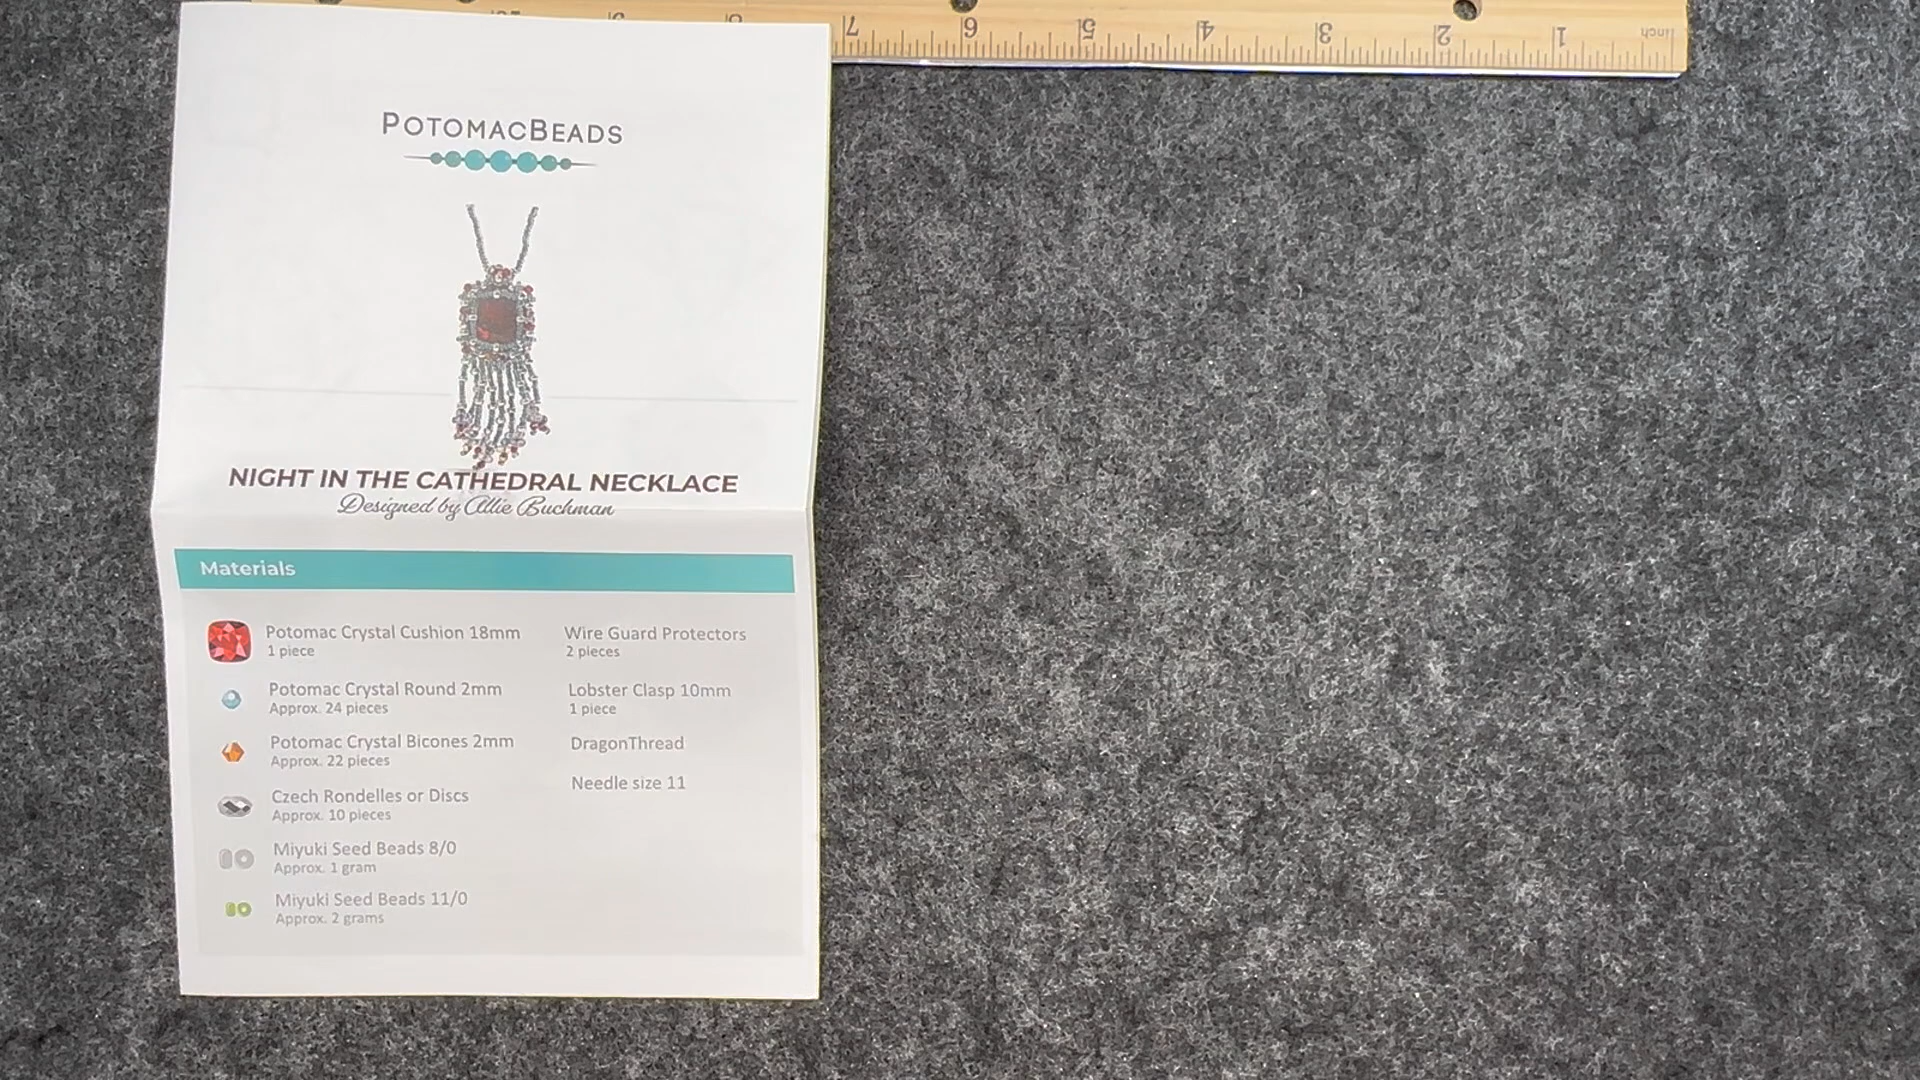 inch 1 2 3 4 5 6 7 8 9 10
POTOMACBEADS
NIGHT IN THE CATHEDRAL NECKLACE
Designed by Allie Buchman
Materials
Potomac Crystal Cushion 18mm
1 piece
Potomac Crystal Round 2mm
Approx. 24 pieces
Potomac Crystal Bicones 2mm
Approx. 22 pieces
Czech Rondelles or Discs
Approx. 10 pieces
Miyuki Seed Beads 8/0
Approx. 1 gram
Miyuki Seed Beads 11/0
Approx. 2 grams
Wire Guard Protectors
2 pieces
Lobster Clasp 10mm
1 piece
DragonThread
Needle size 11